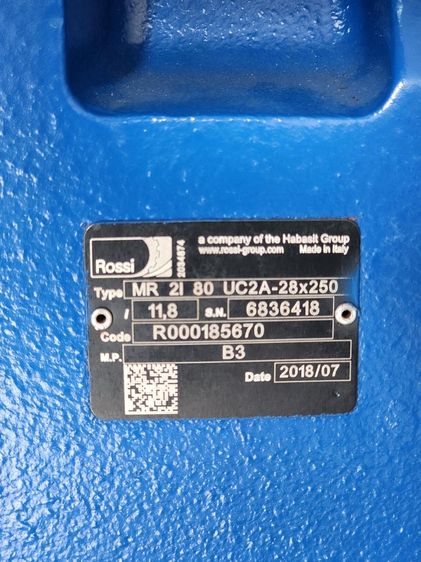 Rossi
2034674
a company of the Habasit Group
www.rossi-group.com Made in Italy
Type MR 2I 80 UC2A-28x250
i 11,8 S.N. 6836418
Code R000185670
M.P. B3
Date 2018/07